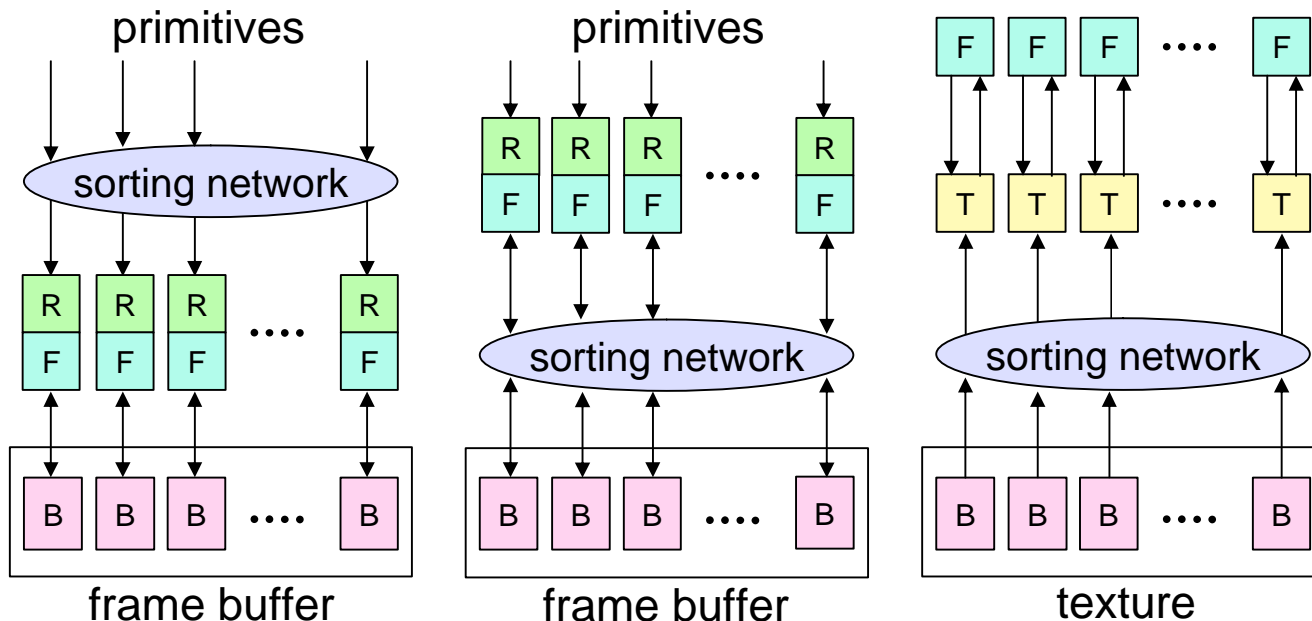 primitives
sorting network
R R R .... R
F F F F
B B B .... B
frame buffer
primitives
R R R R
....
F F F F
sorting network
B B B .... B
frame buffer
F F F .... F
T T T .... T
sorting network
B B B .... B
texture